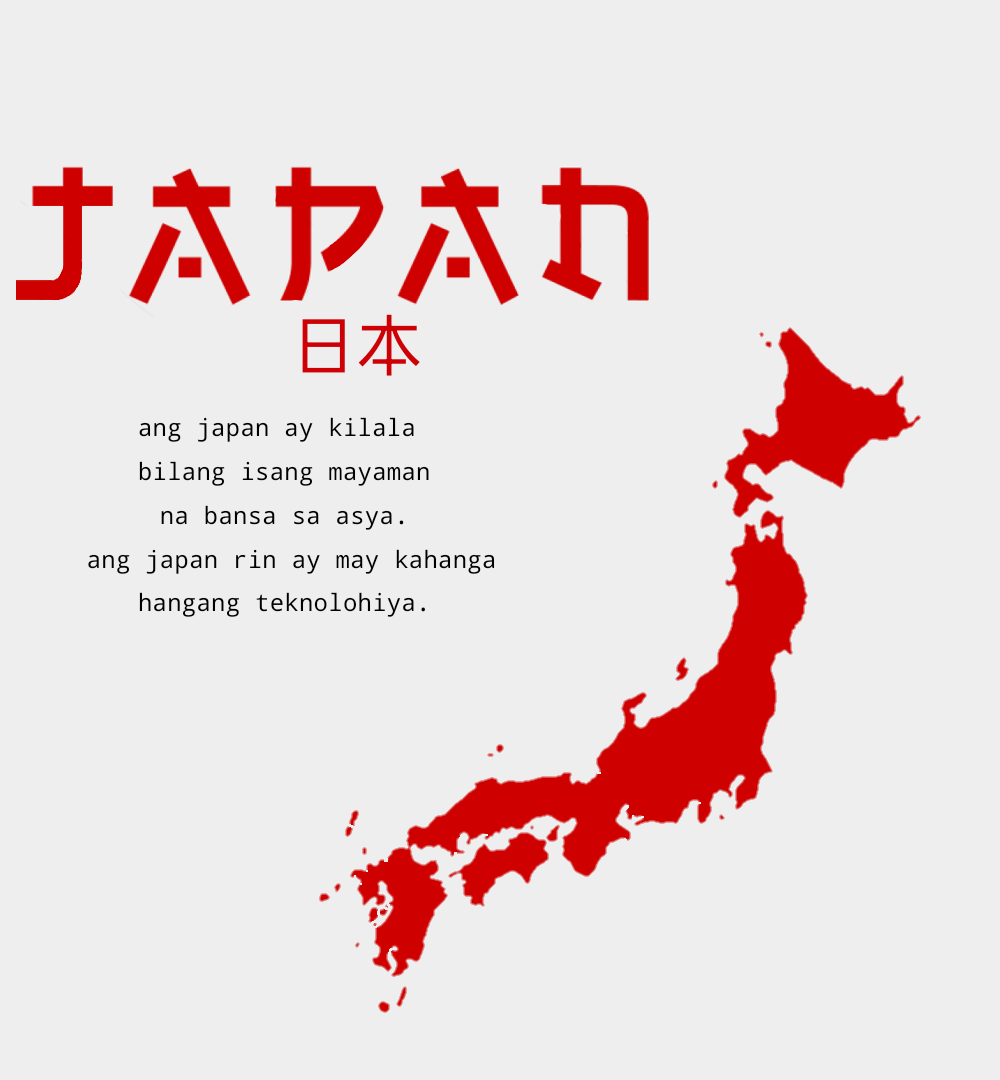 JAPAN
日本
ang japan ay kilala
bilang isang mayaman
na bansa sa asya.
ang japan rin ay may kahanga
hangang teknolohiya.